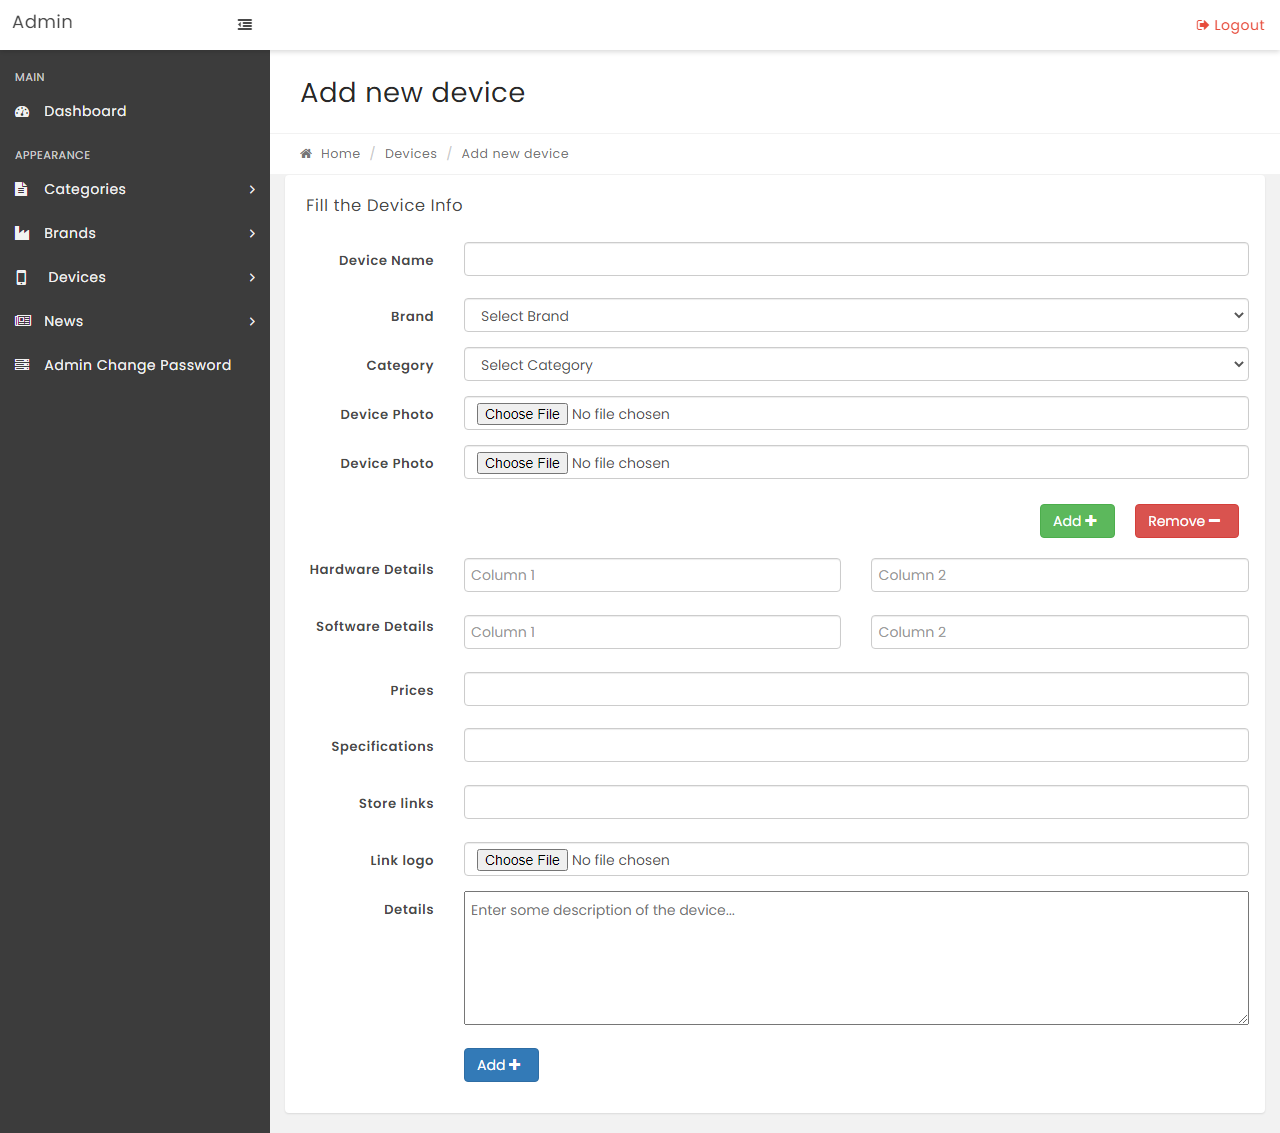 Admin
Logout
MAIN
Dashboard
APPEARANCE
Categories
Brands
Devices
News
Admin Change Password
Add new device
Home / Devices / Add new device
Fill the Device Info
Device Name
Brand Select Brand
Category Select Category
Device Photo Choose File No file chosen
Device Photo Choose File No file chosen
Add Remove
Hardware Details Column 1 Column 2
Software Details Column 1 Column 2
Prices
Specifications
Store links
Link logo Choose File No file chosen
Details Enter some description of the device...
Add